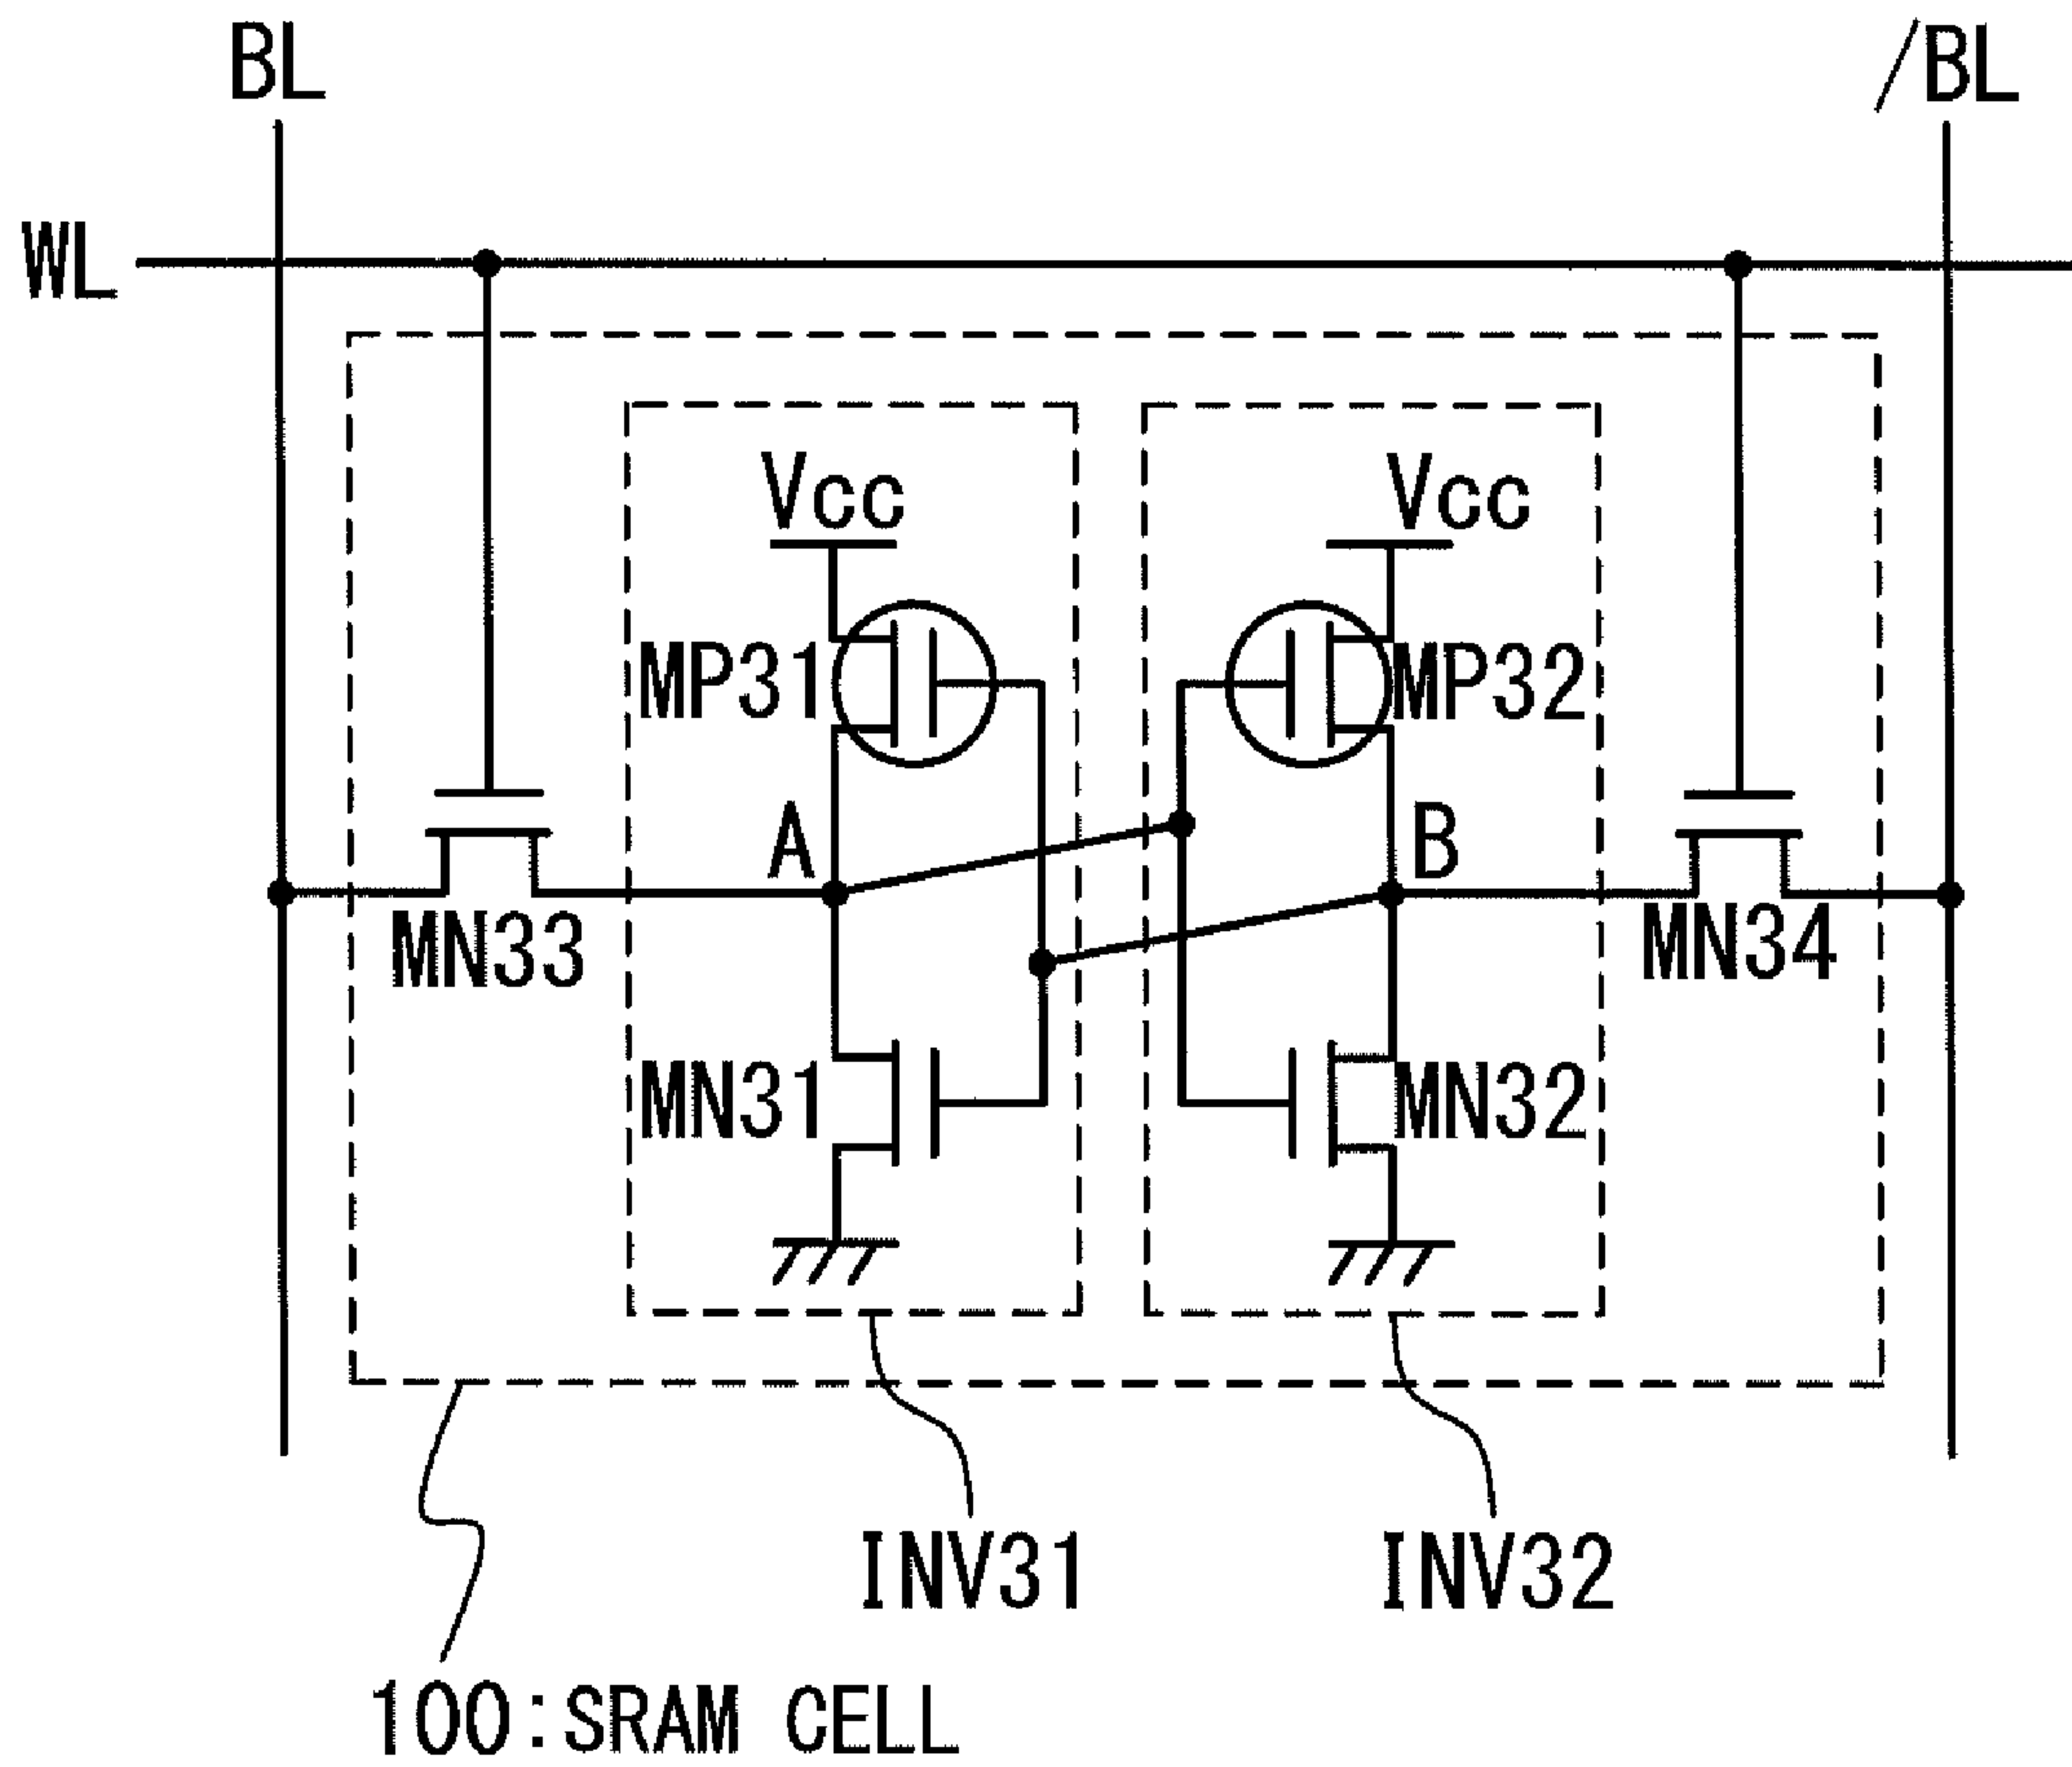 BL
/BL
WL
Vcc
Vcc
MP31
MP32
A
B
MN33
MN34
MN31
MN32
INV31
INV32
100:SRAM CELL